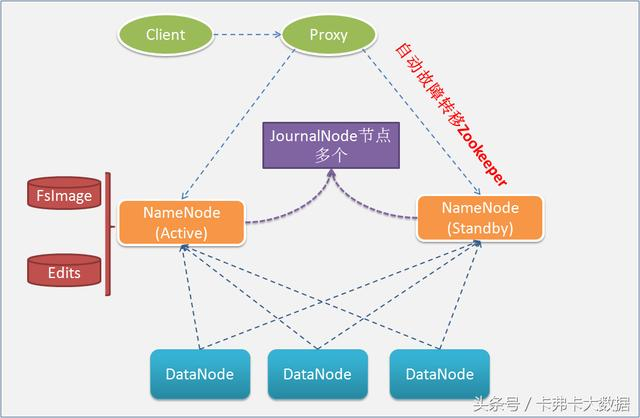 Client
Proxy
自动故障转移Zookeeper
JournalNode节点
多个
FsImage
NameNode
(Active)
NameNode
(Standby)
Edits
DataNode
DataNode
DataNode
头条号／卡弗卡大数据